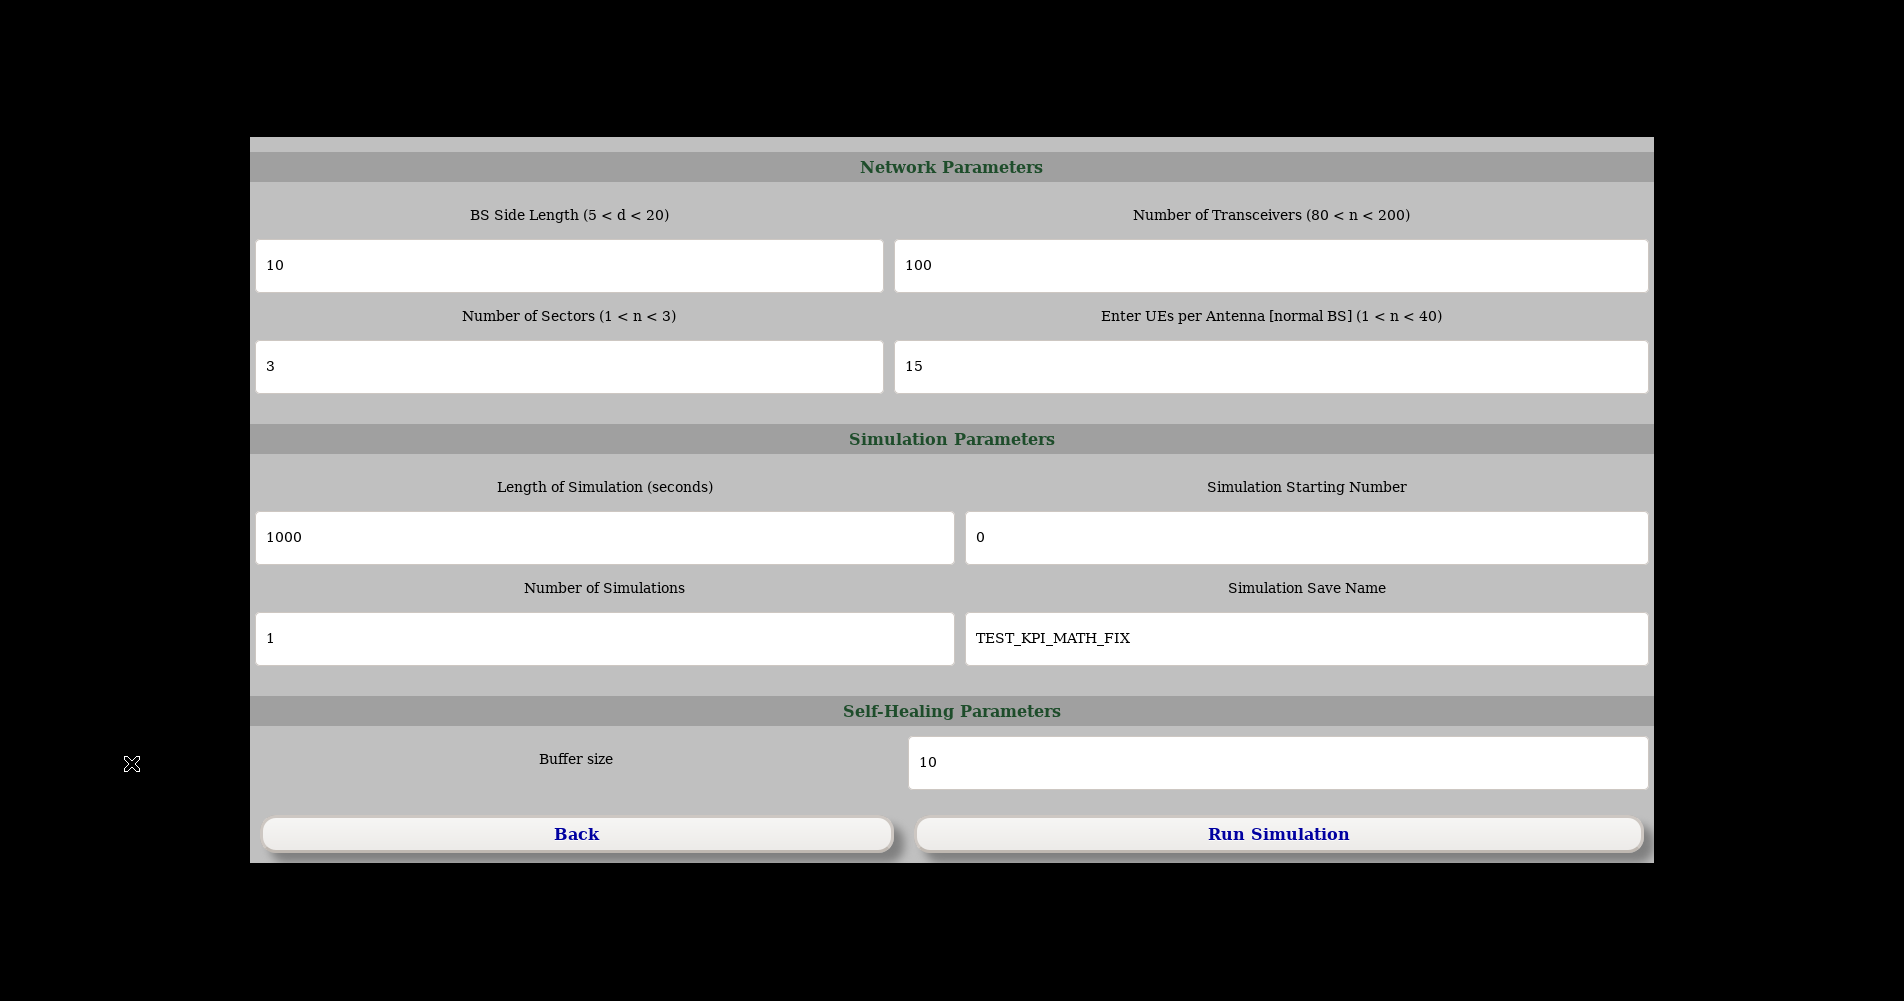 Network Parameters
BS Side Length (5 < d < 20)
Number of Transceivers (80 < n < 200)
10
100
Number of Sectors (1 < n < 3)
Enter UEs per Antenna [normal BS] (1 < n < 40)
3
15
Simulation Parameters
Length of Simulation (seconds)
Simulation Starting Number
1000
0
Number of Simulations
Simulation Save Name
1
TEST_KPI_MATH_FIX
Self-Healing Parameters
Buffer size
10
Back
Run Simulation